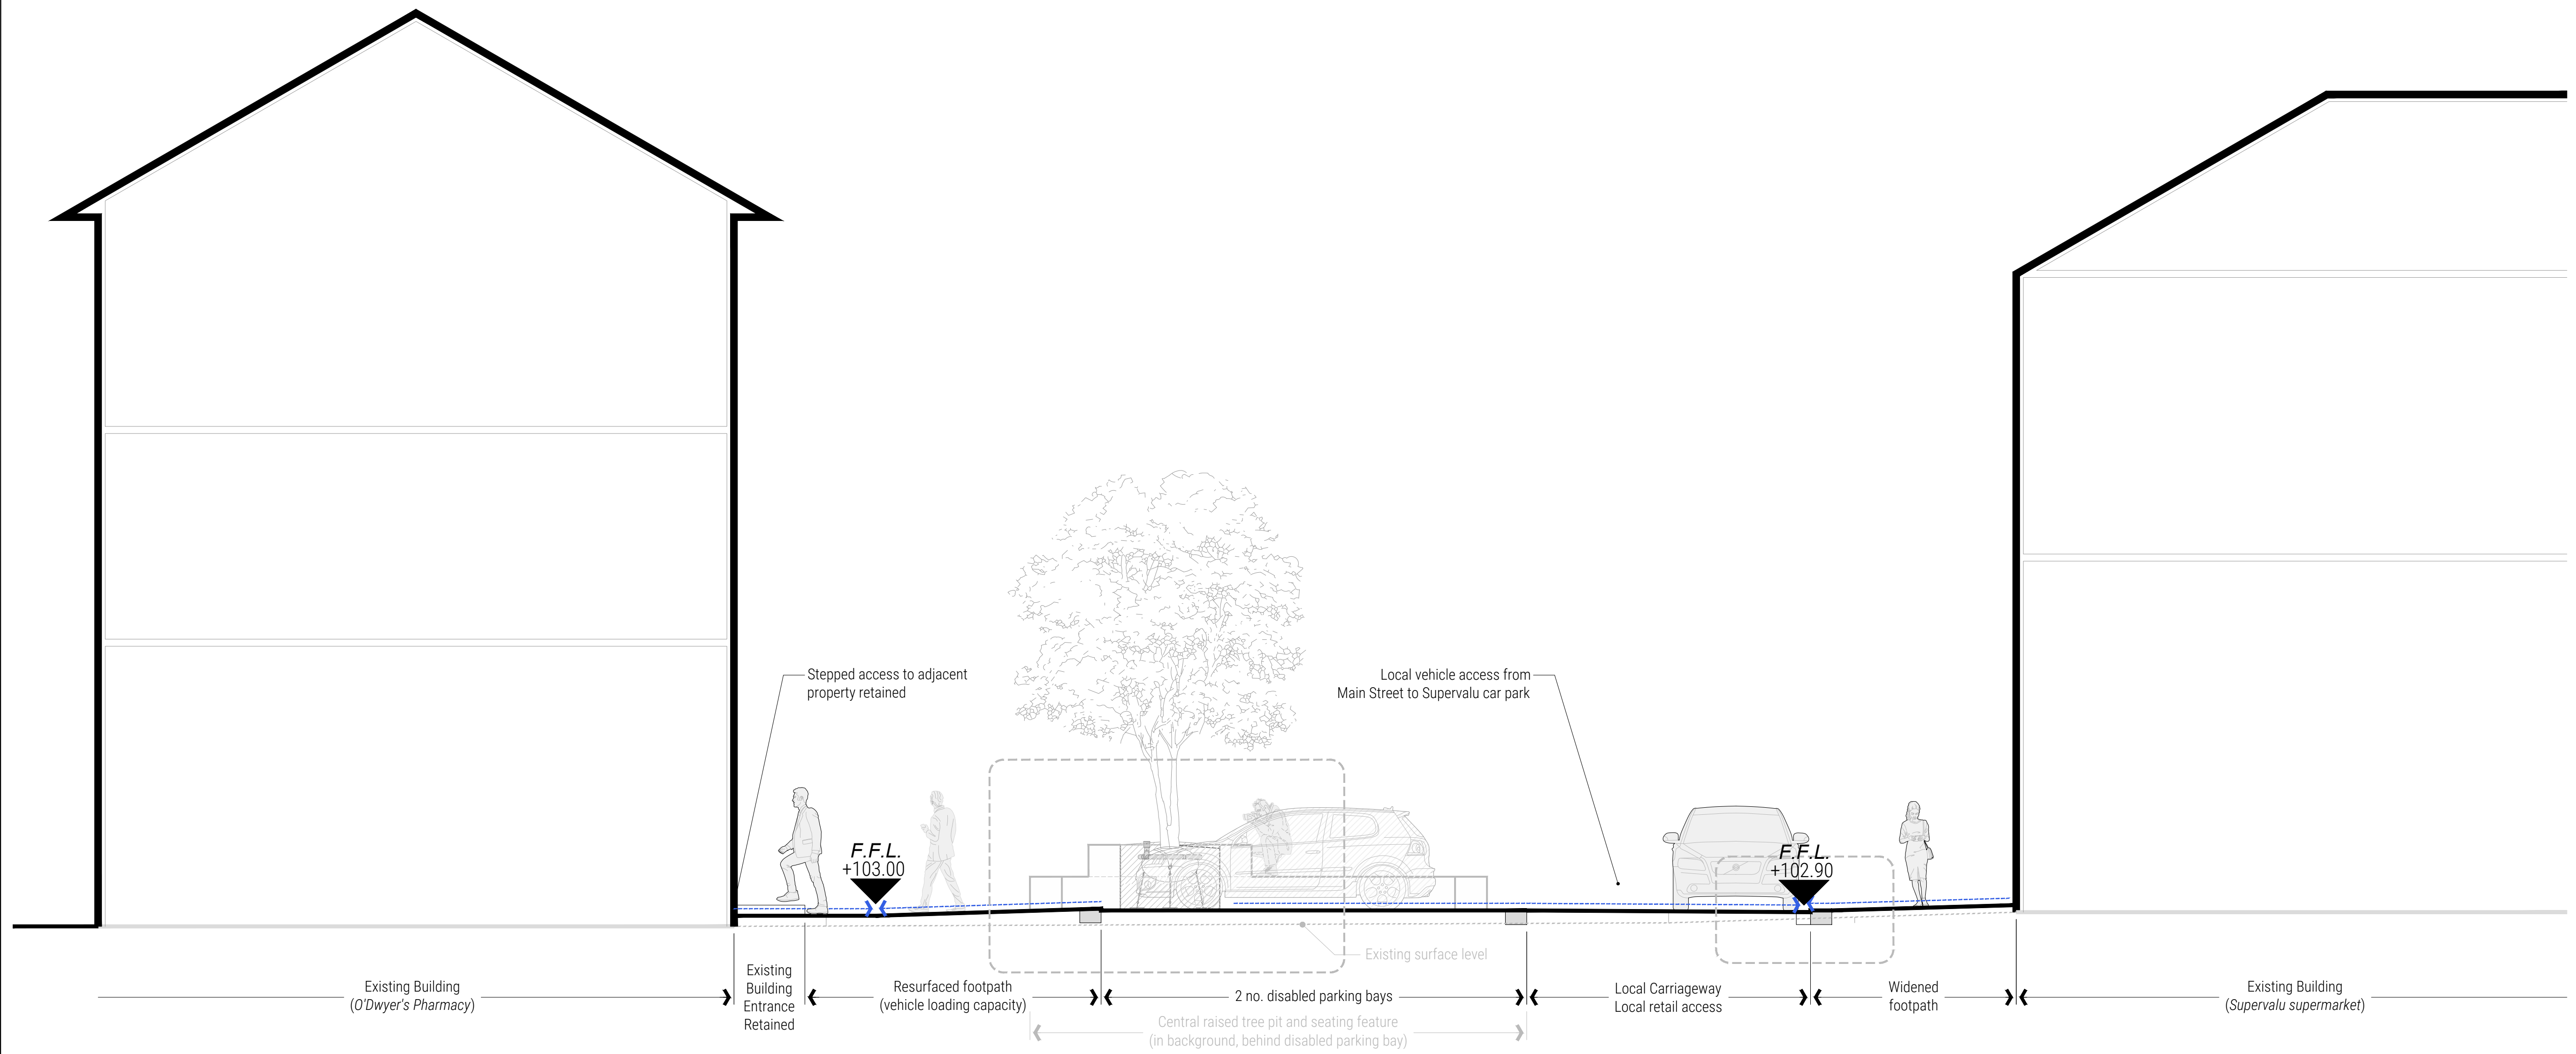 Stepped access to adjacent
property retained
Local vehicle access from
Main Street to Supervalu car park
F.F.L.
+103.00
F.F.L.
+102.90
Existing surface level
Existing Building
(O'Dwyer's Pharmacy)
Existing
Building
Entrance
Retained
Resurfaced footpath
(vehicle loading capacity)
2 no. disabled parking bays
Local Carriageway
Local retail access
Widened
footpath
Existing Building
(Supervalu supermarket)
Central raised tree pit and seating feature
(in background, behind disabled parking bay)